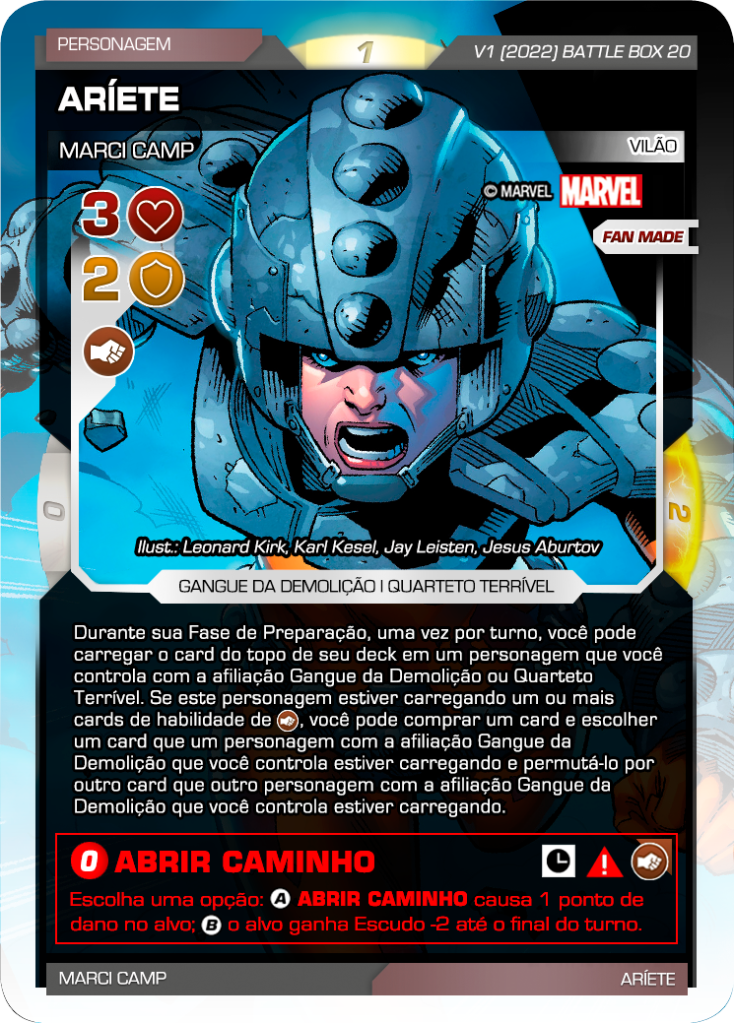 PERSONAGEM
1
V1 (2022) BATTLE BOX 20
ARÍETE
MARCI CAMP
VILÃO
© MARVEL MARVEL
3
FAN MADE
2
0
2
Ilust.: Leonard Kirk, Karl Kesel, Jay Leisten, Jesus Aburtov
GANGUE DA DEMOLIÇÃO | QUARTETO TERRÍVEL
Durante sua Fase de Preparação, uma vez por turno, você pode
carregar o card do topo de seu deck em um personagem que você
controla com a afiliação Gangue da Demolição ou Quarteto
Terrível. Se este personagem estiver carregando um ou mais
cards de habilidade de , você pode comprar um card e escolher
um card que um personagem com a afiliação Gangue da
Demolição que você controla estiver carregando e permutá-lo por
outro card que outro personagem com a afiliação Gangue da
Demolição que você controla estiver carregando.
0 ABRIR CAMINHO
Escolha uma opção: A ABRIR CAMINHO causa 1 ponto de
dano no alvo; B o alvo ganha Escudo -2 até o final do turno.
MARCI CAMP
ARÍETE